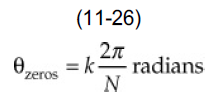 (11-26)
θzeros = k 2π/N radians